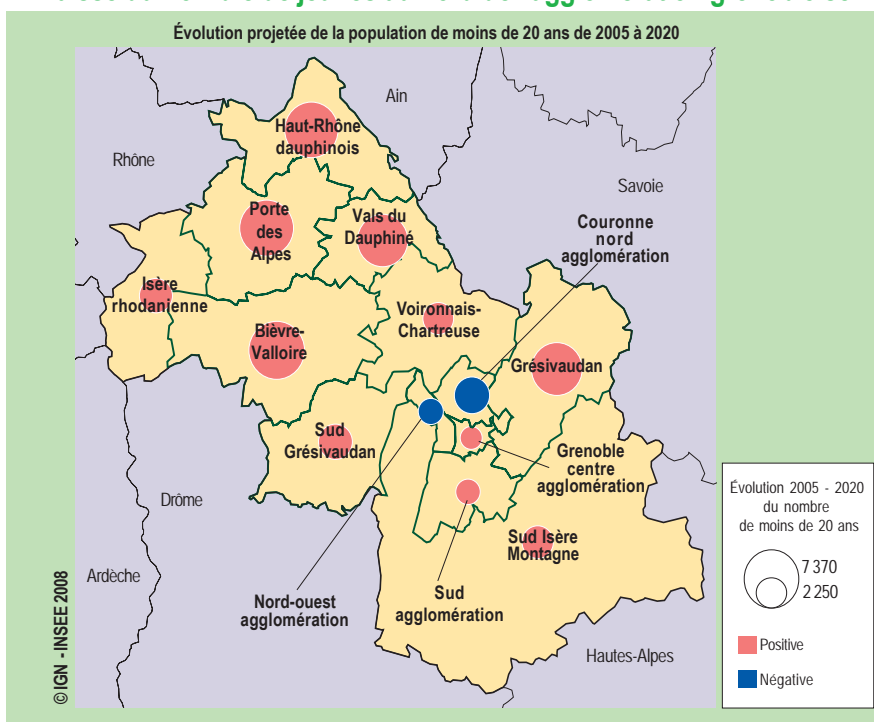 Évolution projetée de la population de moins de 20 ans de 2005 à 2020
Ain
Haut-Rhône
dauphinois
Rhône
Savoie
Porte
des
Alpes
Vals du
Dauphiné
Couronne
nord
agglomération
Isère
rhodanienne
Voironnais-
Chartreuse
Bièvre-
Valloire
Grésivaudan
Sud
Grésivaudan
Grenoble
centre
agglomération
Drôme
Sud Isère
Montagne
Ardèche
Nord-ouest
agglomération
Sud
agglomération
Hautes-Alpes
© IGN - INSEE 2008
Évolution 2005 - 2020
du nombre
de moins de 20 ans
7 370
2 250
Positive
Négative